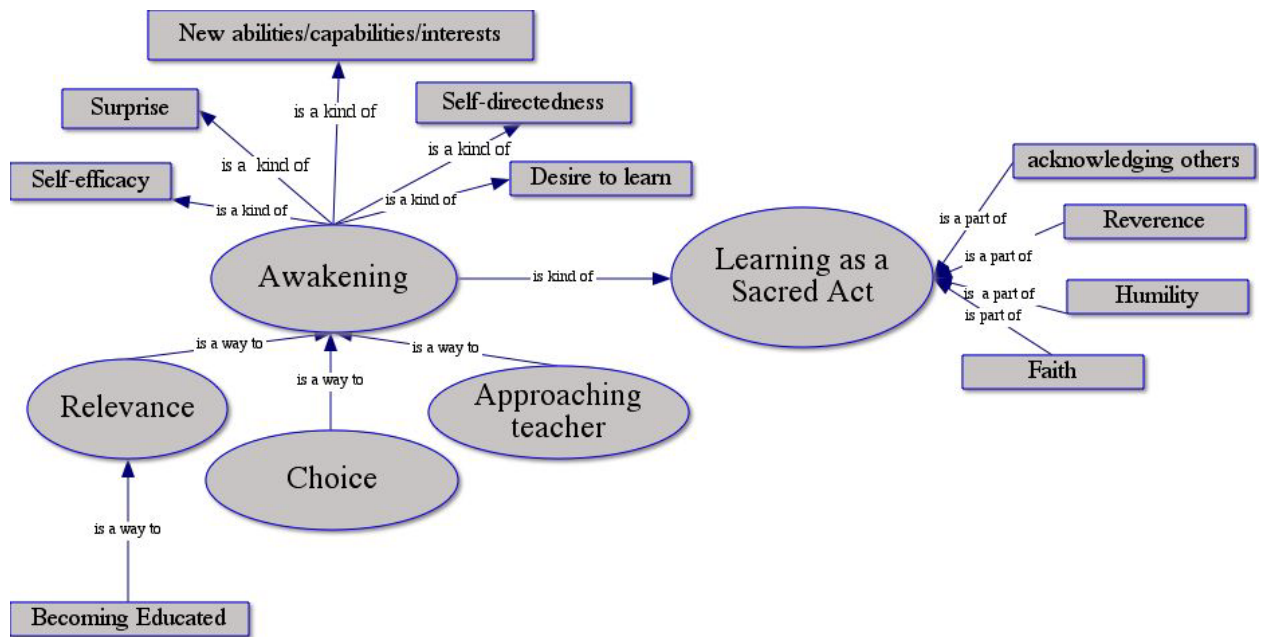 New abilities/capabilities/interests
Surprise
is a kind of
Self-directedness
is a kind of
is a kind of
Self-efficacy
is a kind of
is a kind of
Desire to learn
acknowledging others
is a part of
Reverence
is a part of
Awakening
is kind of
Learning as a
Sacred Act
is a part of
Humility
is part of
Faith
is a way to
is a way to
is a way to
Relevance
Choice
Approaching
teacher
is a way to
Becoming Educated